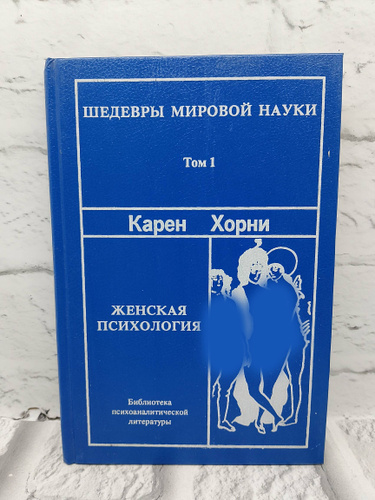 ШЕДЕВРЫ МИРОВОЙ НАУКИ
Том 1
Карен Хорни
ЖЕНСКАЯ
ПСИХОЛОГИЯ
Библиотека
психоаналитической
литературы